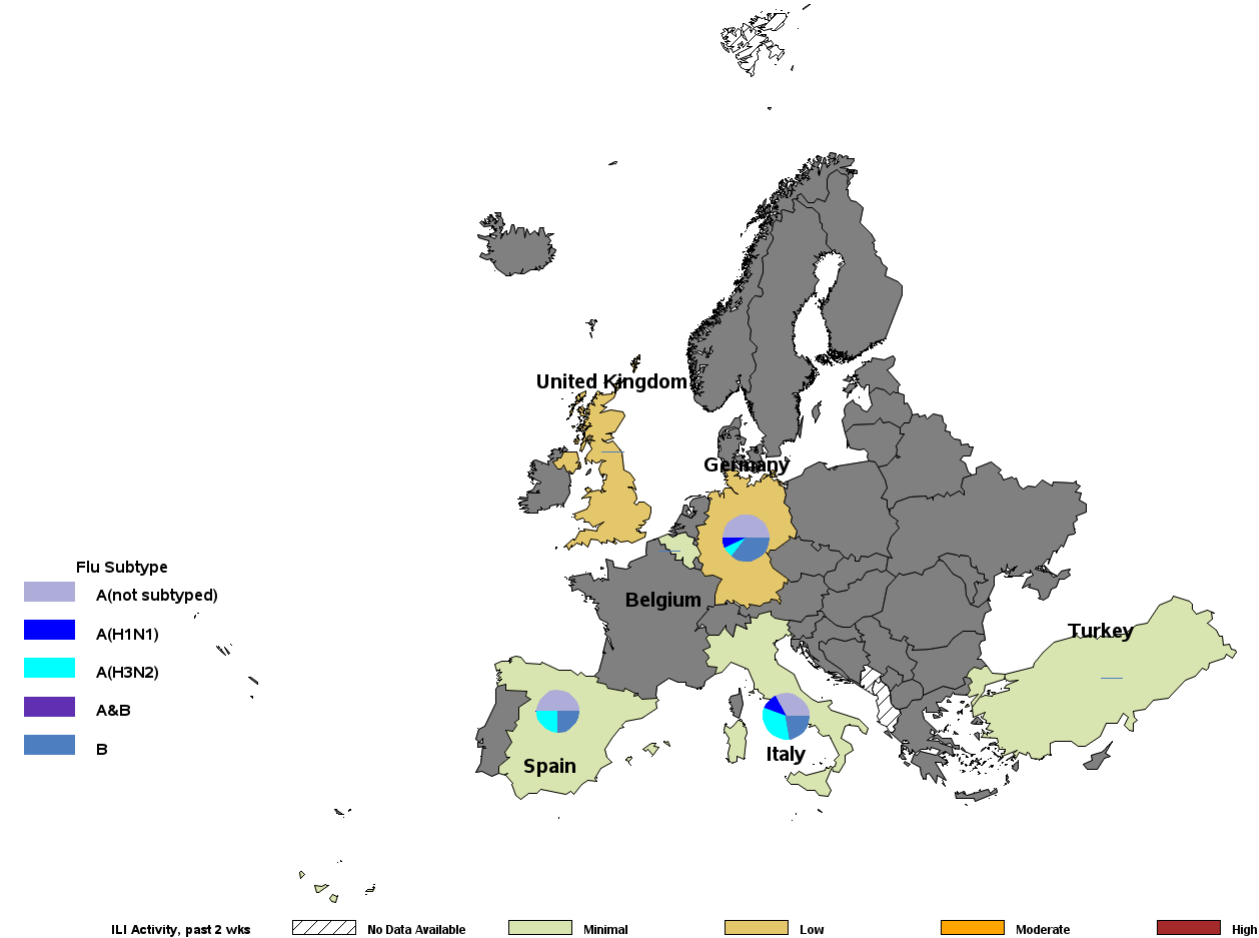 United Kingdom
Germany
Belgium
Turkey
Spain
Italy
Flu Subtype
A(not subtyped)
A(H1N1)
A(H3N2)
A&B
B
ILI Activity, past 2 wks No Data Available Minimal Low Moderate High